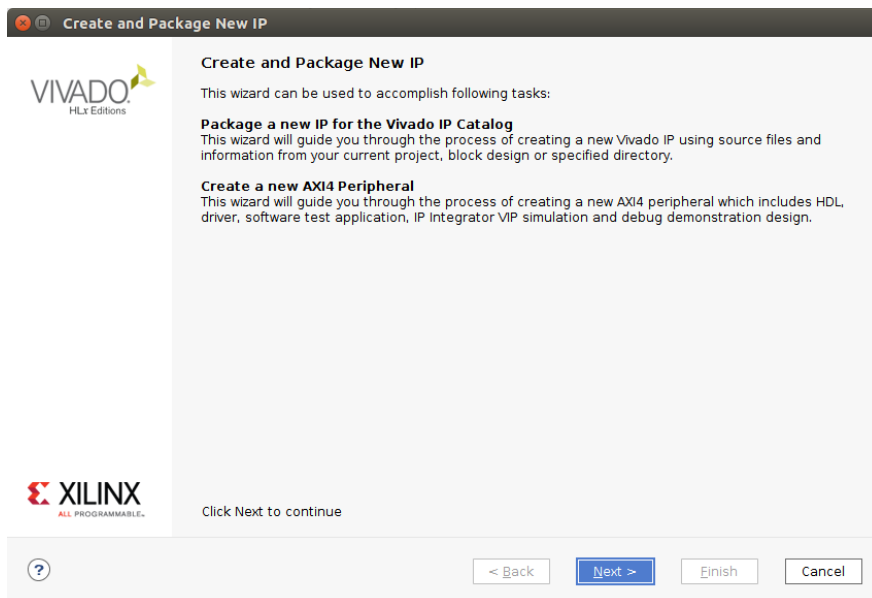 Create and Package New IP
VIVADO.
HLx Editions
Create and Package New IP
This wizard can be used to accomplish following tasks:
Package a new IP for the Vivado IP Catalog
This wizard will guide you through the process of creating a new Vivado IP using source files and
information from your current project, block design or specified directory.
Create a new AXI4 Peripheral
This wizard will guide you through the process of creating a new AXI4 peripheral which includes HDL,
driver, software test application, IP Integrator VIP simulation and debug demonstration design.
XILINX
ALL PROGRAMMABLE.
Click Next to continue
?
< Back
Next >
Finish
Cancel